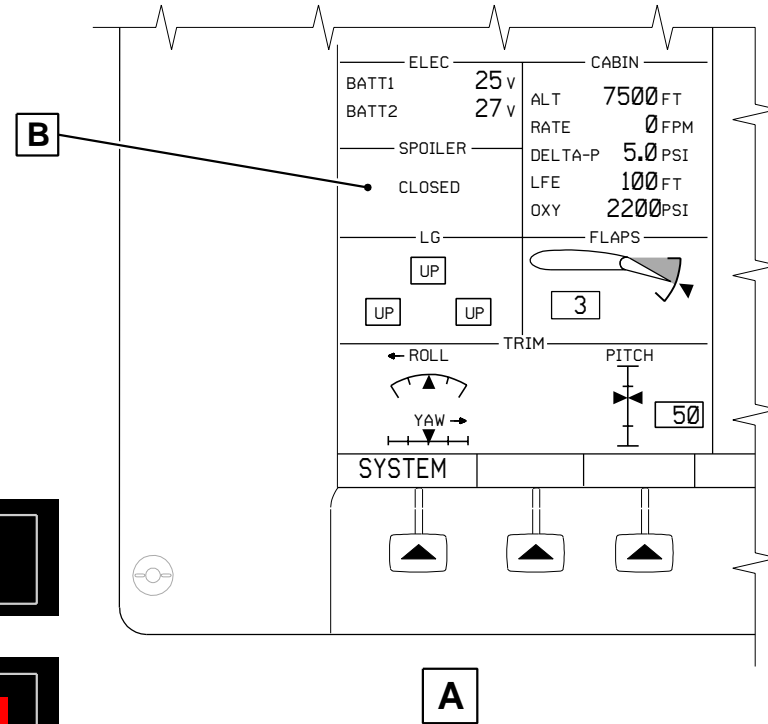 ELEC
BATT1 25 V
BATT2 27 V
CABIN
ALT 7500 FT
RATE 0 FPM
DELTA-P 5.0 PSI
LFE 100 FT
OXY 2200 PSI
B
SPOILER
CLOSED
LG
UP
UP UP
FLAPS
3
TRIM
ROLL
YAW
PITCH
50
SYSTEM
A